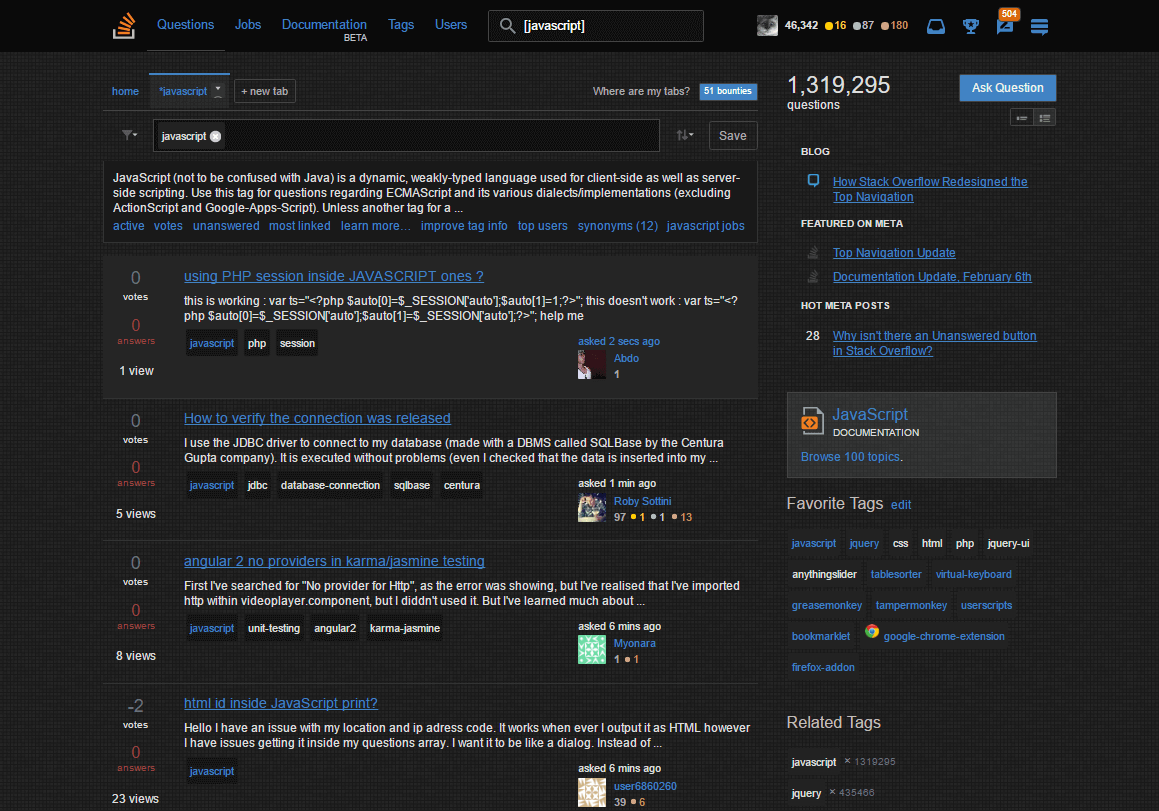 Questions Jobs Documentation Tags Users [javascript] 46,342 16 87 180 504
BETA
home *javascript + new tab Where are my tabs? 51 bounties
javascript Save
JavaScript (not to be confused with Java) is a dynamic, weakly-typed language used for client-side as well as server-
side scripting. Use this tag for questions regarding ECMAScript and its various dialects/implementations (excluding
ActionScript and Google-Apps-Script). Unless another tag for a ...
active votes unanswered most linked learn more... improve tag info top users synonyms (12) javascript jobs
0
votes
0
answers
1 view
using PHP session inside JAVASCRIPT ones ?
this is working : var ts="<?php $auto[0]=$_SESSION['auto'];$auto[1]=1;?>"; this doesn't work : var ts="<?
php $auto[0]=$_SESSION['auto'];$auto[1]=$_SESSION['auto'];?>"; help me
javascript php session
asked 2 secs ago
Abdo
1
0
votes
0
answers
5 views
How to verify the connection was released
I use the JDBC driver to connect to my database (made with a DBMS called SQLBase by the Centura
Gupta company). It is executed without problems (even I checked that the data is inserted into my ...
javascript jdbc database-connection sqlbase centura
asked 1 min ago
Roby Sottini
97 1 1 13
0
votes
0
answers
8 views
angular 2 no providers in karma/jasmine testing
First I've searched for "No provider for Http", as the error was showing, but I've realised that I've imported
http within videoplayer.component, but I diddn't used it. But I've learned much about ...
javascript unit-testing angular2 karma-jasmine
asked 6 mins ago
Myonara
1 1
-2
votes
0
answers
23 views
html id inside JavaScript print?
Hello I have an issue with my location and ip adress code. It works when ever I output it as HTML however
I have issues getting it inside my questions array. I want it to be like a dialog. Instead of ...
javascript
asked 6 mins ago
user6860260
39 6
1,319,295
questions
Ask Question
BLOG
How Stack Overflow Redesigned the
Top Navigation
FEATURED ON META
Top Navigation Update
Documentation Update, February 6th
HOT META POSTS
28 Why isn't there an Unanswered button
in Stack Overflow?
JavaScript
DOCUMENTATION
Browse 100 topics.
Favorite Tags edit
javascript jquery css html php jquery-ui
anythingslider tablesorter virtual-keyboard
greasemonkey tampermonkey userscripts
bookmarklet google-chrome-extension
firefox-addon
Related Tags
javascript × 1319295
jquery × 435466